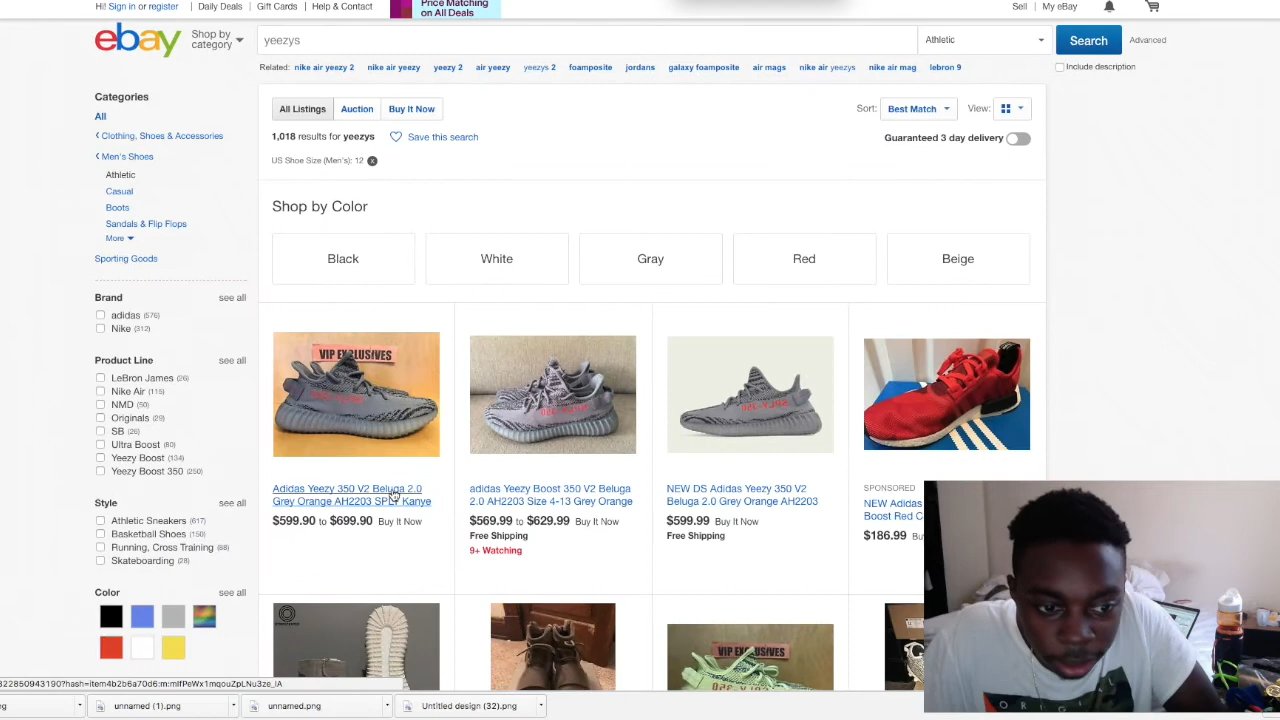 Hi! Sign in or register Daily Deals Gift Cards Help & Contact Price Matching on All Deals Sell My eBay
ebay Shop by category yeezys Athletic Search Advanced
Related: nike air yeezy 2 nike air yeezy yeezy 2 air yeezy yeezys 2 foamposite jordans galaxy foamposite air mags nike air yeezys nike air mag lebron 9 Include description
Categories
All
Clothing, Shoes & Accessories
Men's Shoes
Athletic
Casual
Boots
Sandals & Flip Flops
More
Sporting Goods
Brand see all
adidas (576)
Nike (312)
Product Line see all
LeBron James (26)
Nike Air (118)
NMD (50)
Originals (29)
SB (26)
Ultra Boost (80)
Yeezy Boost (134)
Yeezy Boost 350 (250)
Style see all
Athletic Sneakers (617)
Basketball Shoes (150)
Running, Cross Training (88)
Skateboarding (28)
Color see all
All Listings Auction Buy It Now Sort: Best Match View:
1,018 results for yeezys Save this search Guaranteed 3 day delivery
US Shoe Size (Men's): 12 x
Shop by Color
Black White Gray Red Beige
VIP EXCLUSIVES
Adidas Yeezy 350 V2 Beluga 2.0
Grey Orange AH2203 SPLY Kanye
$599.90 to $699.90 Buy It Now
adidas Yeezy Boost 350 V2 Beluga
2.0 AH2203 Size 4-13 Grey Orange
$569.99 to $629.99 Buy It Now
Free Shipping
9+ Watching
NEW DS Adidas Yeezy 350 V2
Beluga 2.0 Grey Orange AH2203
$599.99 Buy It Now
Free Shipping
SPONSORED
NEW Adidas
Boost Red
$186.99
VIP EXCLUSIVES
unnamed (1).png unnamed.png Untitled design (32).png